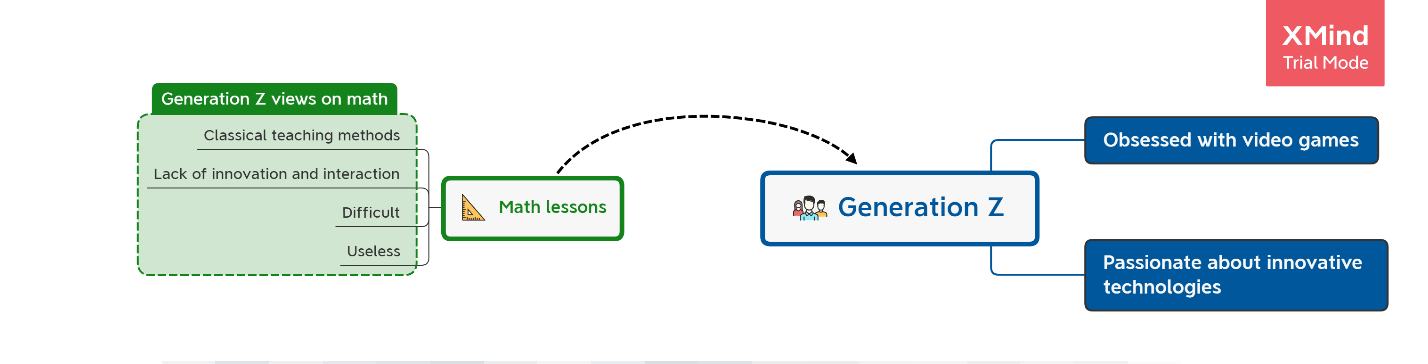 XMind
Trial Mode
Generation Z views on math
Classical teaching methods
Lack of innovation and interaction
Difficult
Useless
Math lessons
Generation Z
Obsessed with video games
Passionate about innovative
technologies